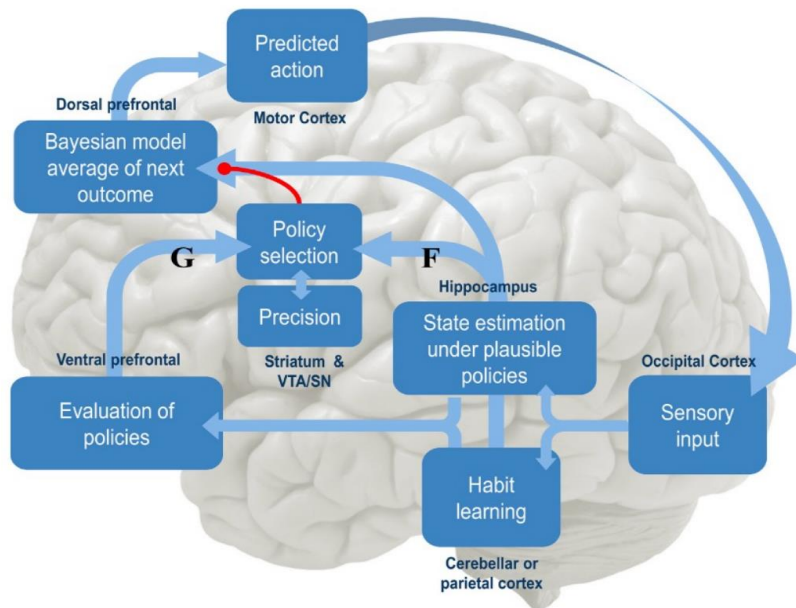 Predicted
action
Motor Cortex
Dorsal prefrontal
Bayesian model
average of next
outcome
Policy
selection
G
F
Precision
Striatum &
VTA/SN
Hippocampus
State estimation
under plausible
policies
Ventral prefrontal
Evaluation of
policies
Occipital Cortex
Sensory
input
Habit
learning
Cerebellar or
parietal cortex